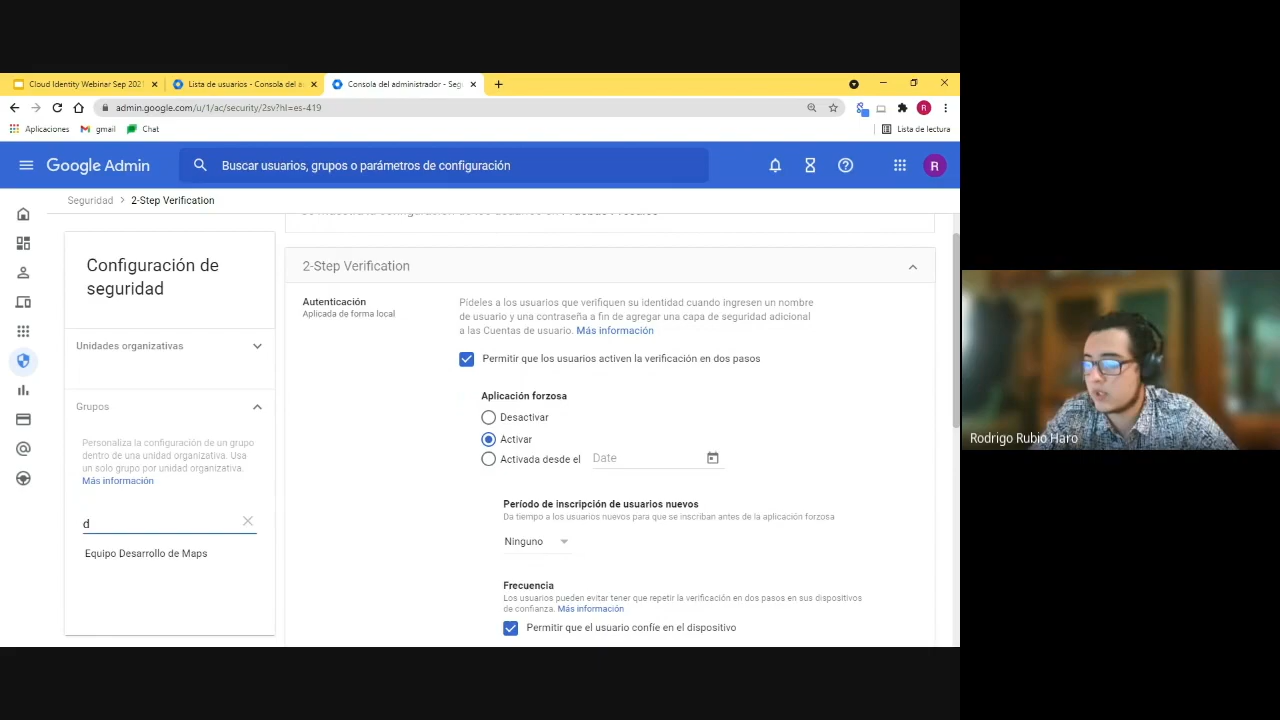 Cloud Identity Webinar Sep 202
Lista de usuarios - Consola del a
Consola del administrador - Seg
admin.google.com/u/1/ac/security/2sv?hl=es-419
R
Aplicaciones
gmail
Chat
Lista de lectura
Google Admin
Buscar usuarios, grupos o parámetros de configuración
R
Seguridad > 2-Step Verification
Configuración de
seguridad
Unidades organizativas
Grupos
Personaliza la configuración de un grupo
dentro de una unidad organizativa. Usa
un solo grupo por unidad organizativa.
Más información
d
Equipo Desarrollo de Maps
2-Step Verification
Autenticación
Aplicada de forma local
Pídeles a los usuarios que verifiquen su identidad cuando ingresen un nombre
de usuario y una contraseña a fin de agregar una capa de seguridad adicional
a las Cuentas de usuario. Más información
Permitir que los usuarios activen la verificación en dos pasos
Aplicación forzosa
Desactivar
Activar
Activada desde el Date
Período de inscripción de usuarios nuevos
Da tiempo a los usuarios nuevos para que se inscriban antes de la aplicación forzosa
Ninguno
Frecuencia
Los usuarios pueden evitar tener que repetir la verificación en dos pasos en sus dispositivos
de confianza. Más información
Permitir que el usuario confíe en el dispositivo
Rodrigo Rubio Haro